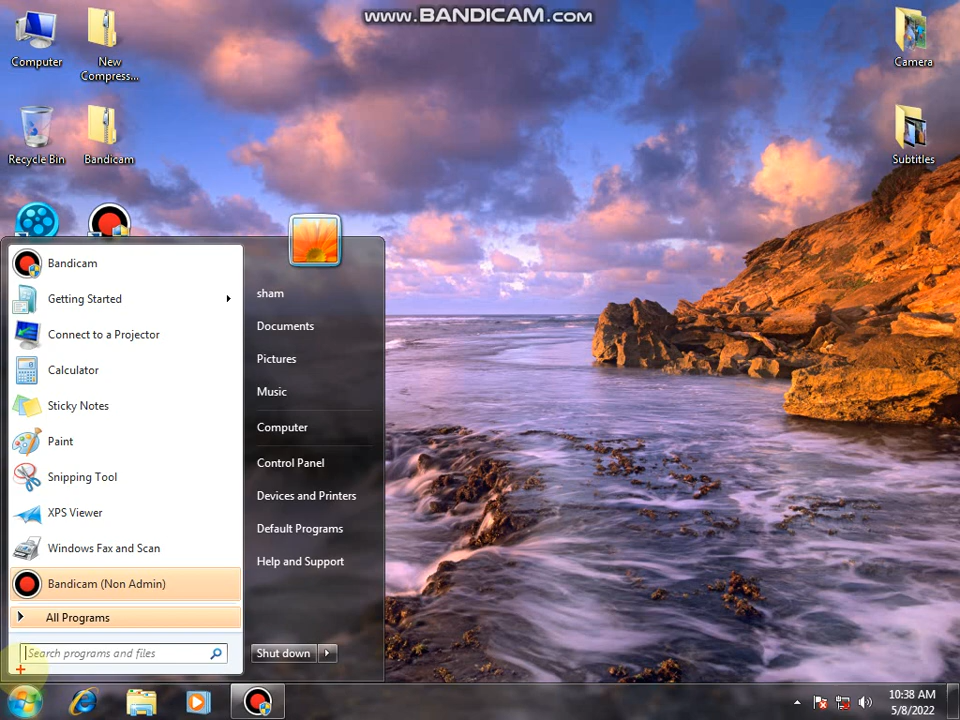 www.BANDICAM.com
Computer
New
Compress...
Camera
Recycle Bin
Bandicam
Subtitles
Bandicam
Getting Started
Connect to a Projector
Calculator
Sticky Notes
Paint
Snipping Tool
XPS Viewer
Windows Fax and Scan
Bandicam (Non Admin)
All Programs
Search programs and files
sham
Documents
Pictures
Music
Computer
Control Panel
Devices and Printers
Default Programs
Help and Support
Shut down
10:38 AM
5/8/2022